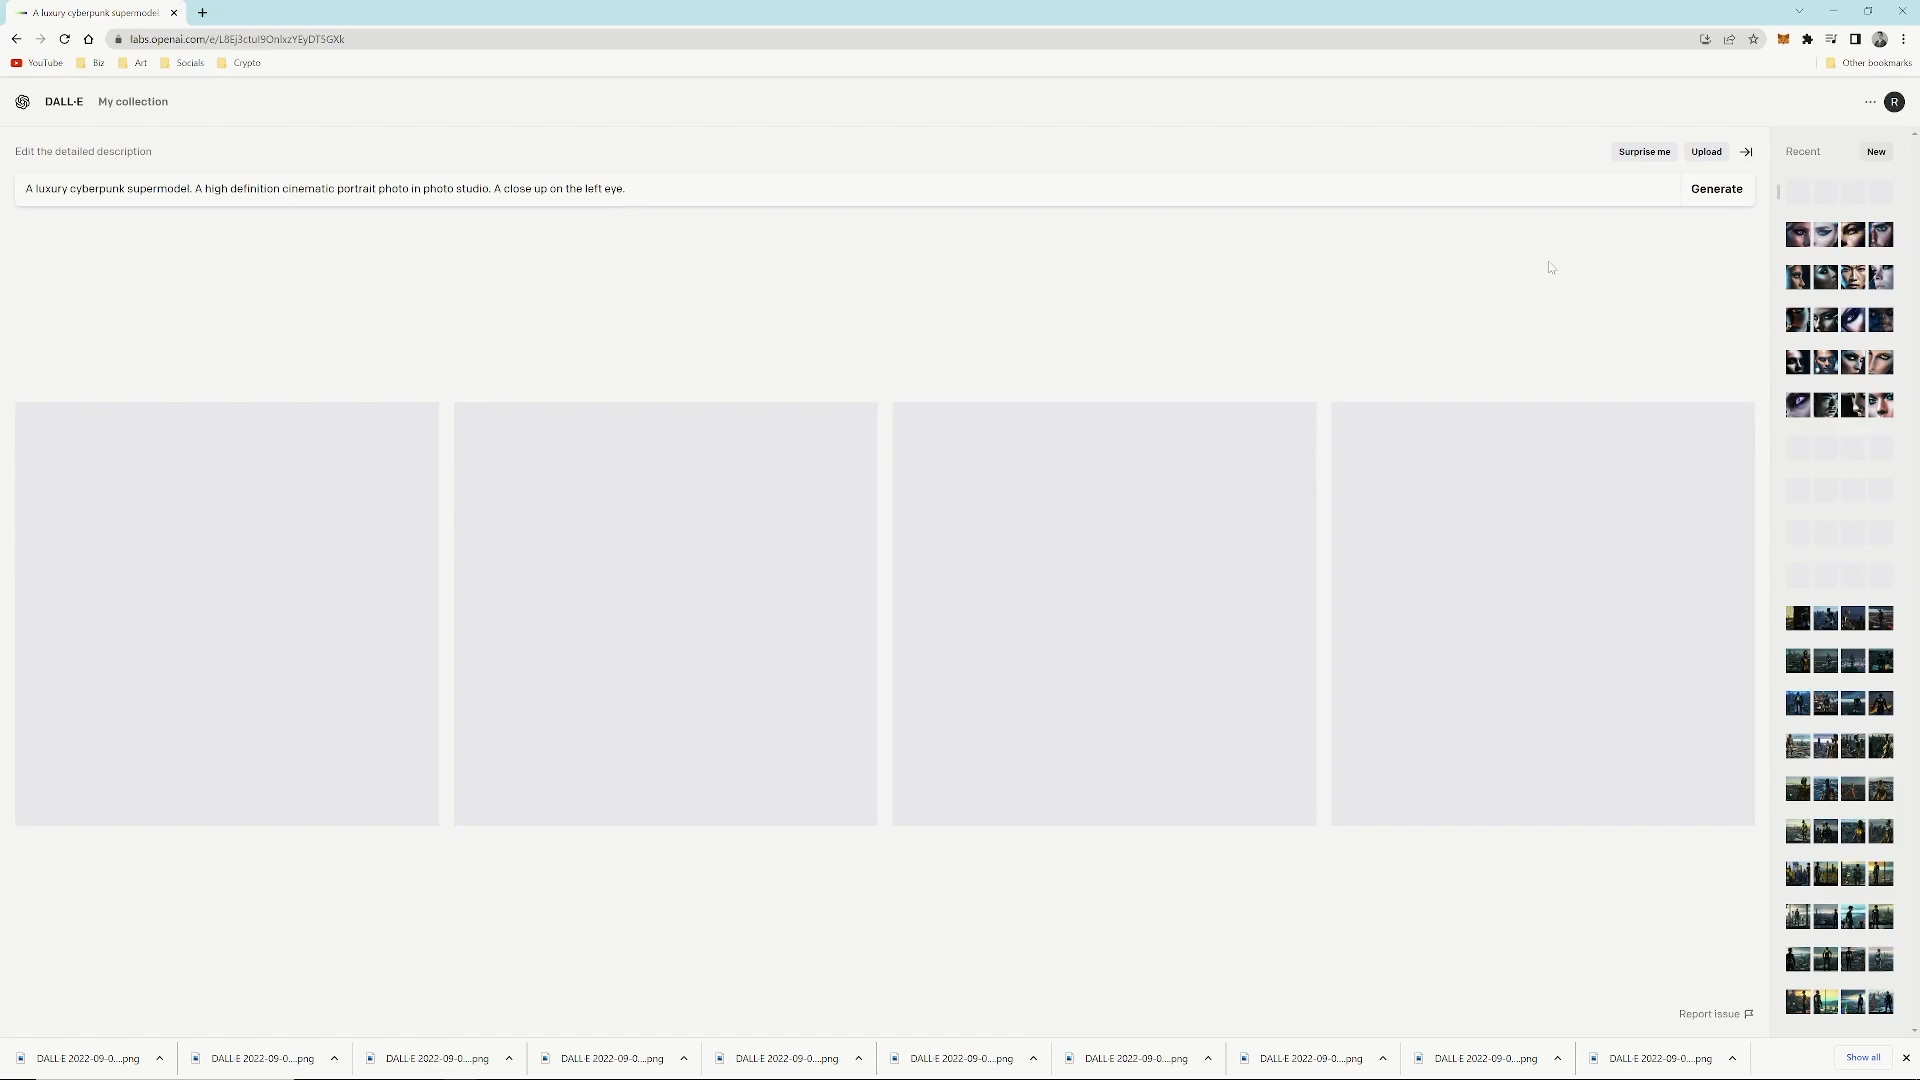 A luxury cyberpunk supermodel.
labs.openai.com/e/L8Ej3ctuI9OnlxzYEyDT5GXk
YouTube Biz Art Socials Crypto Other bookmarks
DALL·E My collection R
Edit the detailed description Surprise me Upload Recent New
A luxury cyberpunk supermodel. A high definition cinematic portrait photo in photo studio. A close up on the left eye. Generate
Report issue
DALL·E 2022-09-0....png DALL·E 2022-09-0....png DALL·E 2022-09-0....png DALL·E 2022-09-0....png DALL·E 2022-09-0....png DALL·E 2022-09-0....png DALL·E 2022-09-0....png DALL·E 2022-09-0....png DALL·E 2022-09-0....png DALL·E 2022-09-0....png Show all